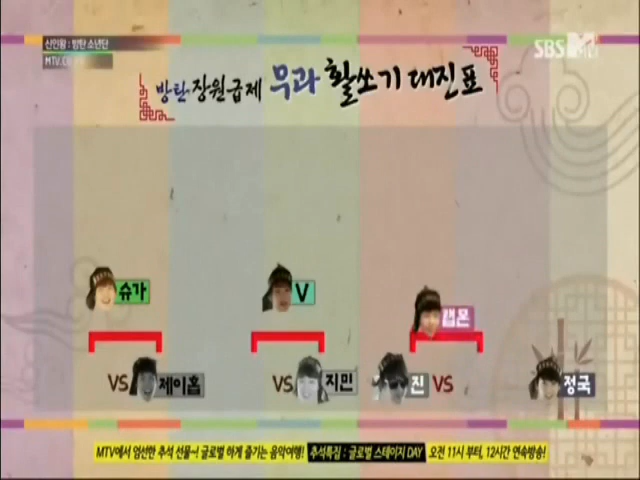 신인왕 : 방탄 소년단
SBS MTV
방탄 장원급제 무과 활쏘기 대진표
슈가
V
랩몬
VS 제이홉
VS 지민
진 VS
정국
MTV에서 엄선한 추석 선물~! 글로벌 하게 즐기는 음악여행! 추석특집 : 글로벌 스테이지 DAY 오전 11시 부터, 12시간 연속방송!